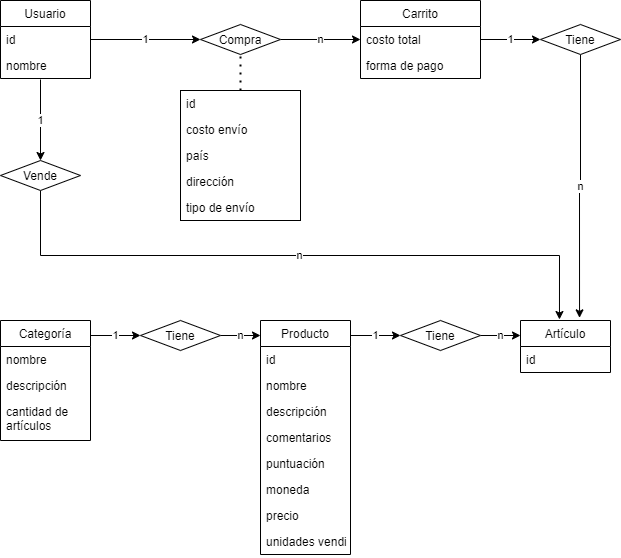 Usuario
id
nombre
1
Compra
n
Carrito
costo total
forma de pago
1
Tiene
id
costo envío
país
dirección
tipo de envío
1
Vende
n
n
Categoría
nombre
descripción
cantidad de
artículos
1
Tiene
n
Producto
id
nombre
descripción
comentarios
puntuación
moneda
precio
unidades vendi
1
Tiene
n
Artículo
id